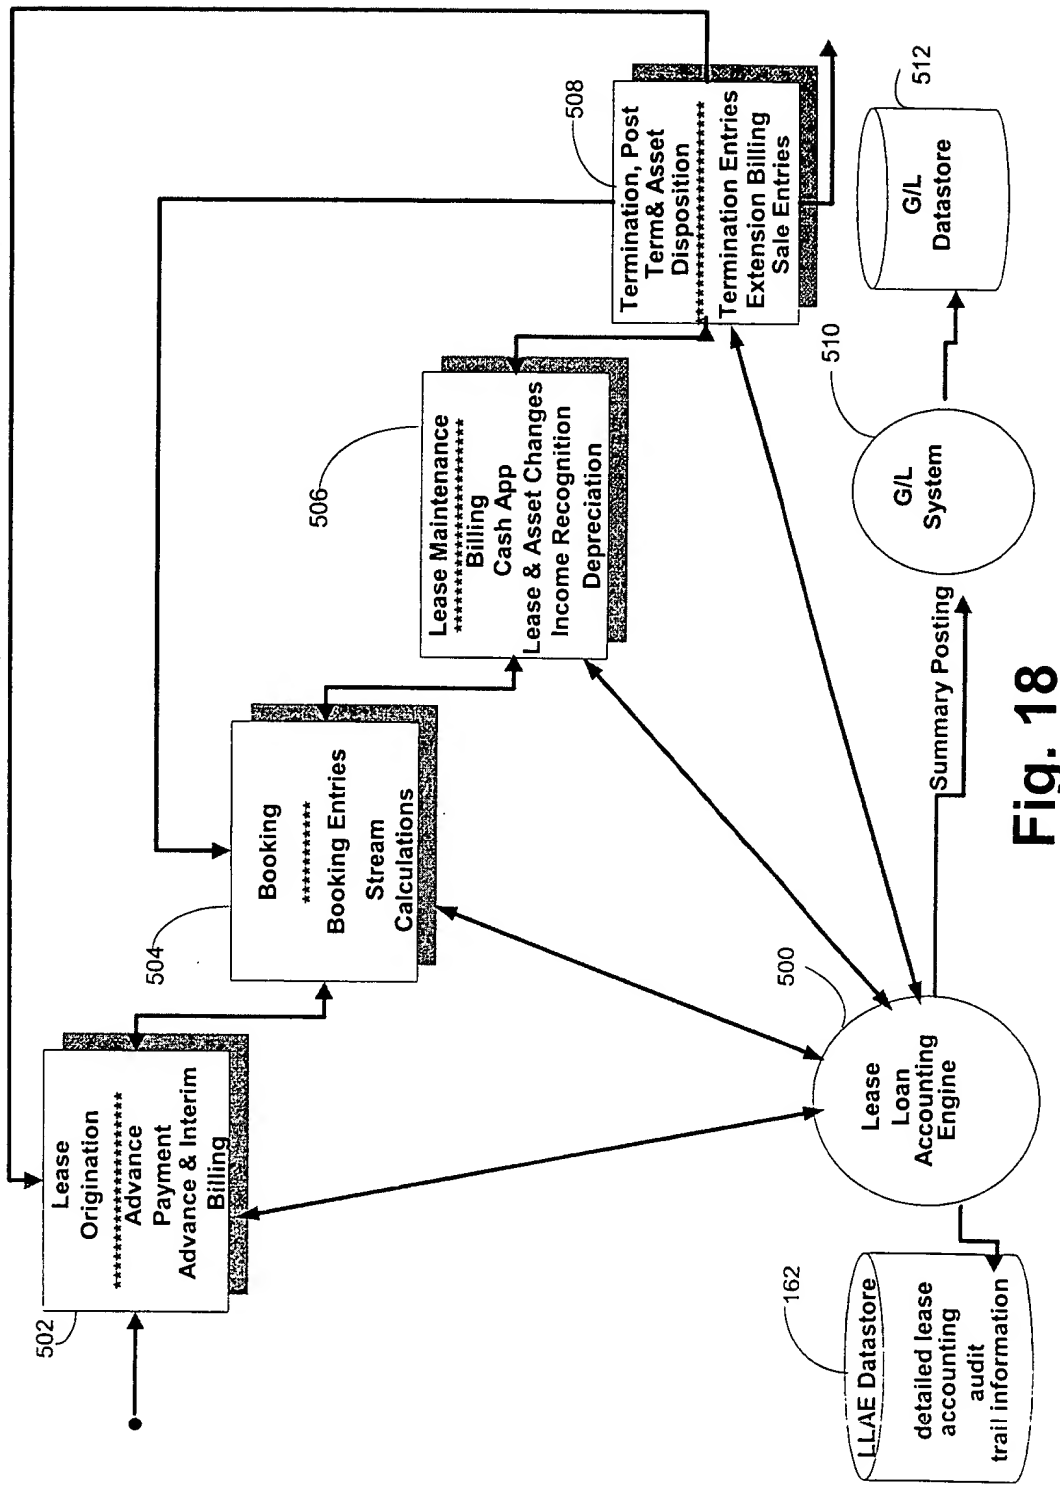 502
Lease
Origination
**********************
Advance
Payment
Advance & Interim
Billing
504
Booking
**********
Booking Entries
Stream
Calculations
506
Lease Maintenance
**********************
Billing
Cash App
Lease & Asset Changes
Income Recognition
Depreciation
508
Termination, Post
Term& Asset
Disposition
**************************
Termination Entries
Extension Billing
Sale Entries
162
LLAE Datastore
detailed lease
accounting
audit
trail information
500
Lease
Loan
Accounting
Engine
Summary Posting
510
G/L
System
512
G/L
Datastore
Fig. 18